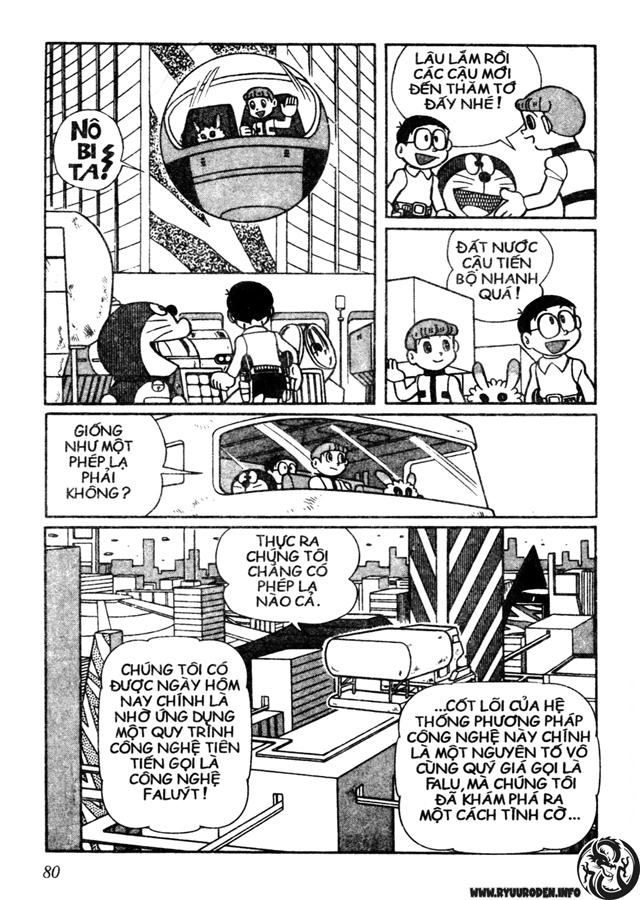 NÔ
BI
TA!
LÂU LẮM RỒI
CÁC CẬU MỚI
ĐẾN THĂM TỚ
ĐẤY NHÉ!
ĐẤT NƯỚC
CẬU TIẾN
BỘ NHANH
QUÁ!
GIỐNG
NHƯ MỘT
PHÉP LẠ
PHẢI
KHÔNG?
THỰC RA
CHÚNG TÔI
CHẲNG CÓ
PHÉP LẠ
NÀO CẢ.
CHÚNG TÔI CÓ
ĐƯỢC NGÀY HÔM
NAY CHÍNH LÀ
NHỜ ỨNG DỤNG
MỘT QUY TRÌNH
CÔNG NGHỆ TIÊN
TIẾN GỌI LÀ
CÔNG NGHỆ
FALUÝT!
...CỐT LÕI CỦA HỆ
THỐNG PHƯƠNG PHÁP
CÔNG NGHỆ NÀY CHÍNH
LÀ MỘT NGUYÊN TỐ VÔ
CÙNG QUÝ GIÁ GỌI LÀ
FALU, MÀ CHÚNG TÔI
ĐÃ KHÁM PHÁ RA
MỘT CÁCH TÌNH CỜ...
80
WWW.RYUURODEN.INFO